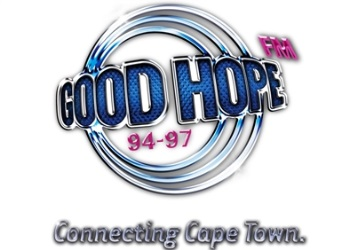 GOOD HOPE FM
94-97
Connecting Cape Town.